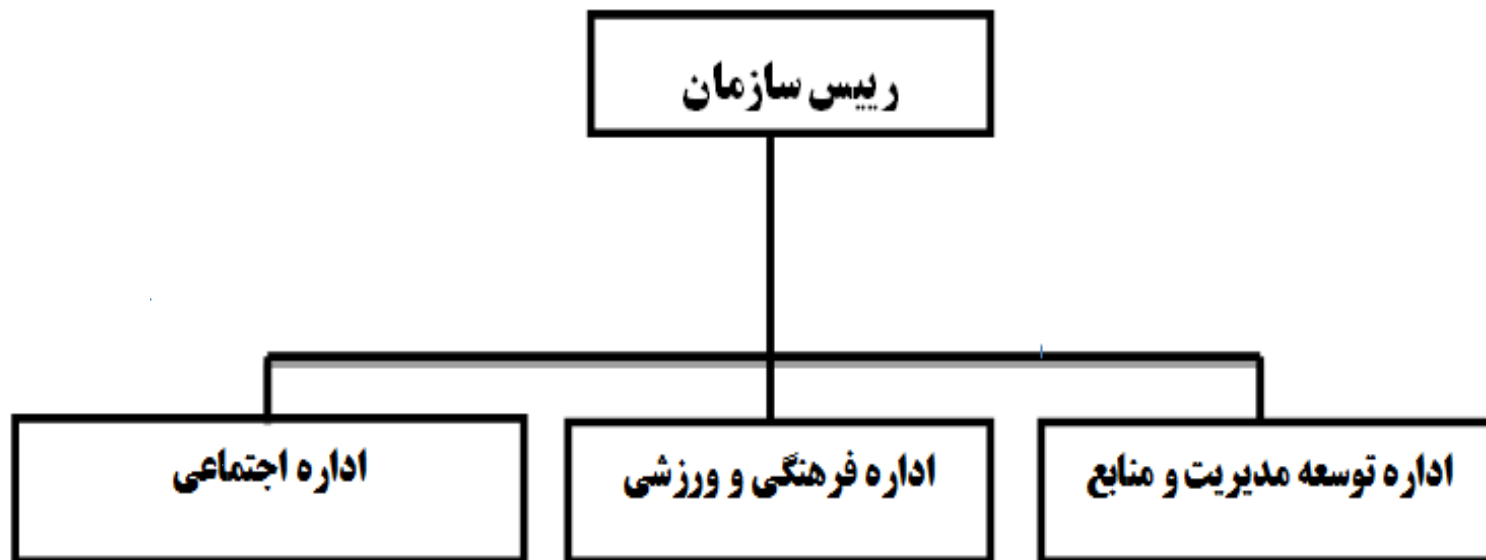 رییس سازمان
اداره توسعه مدیریت و منابع
اداره فرهنگی و ورزشی
اداره اجتماعی